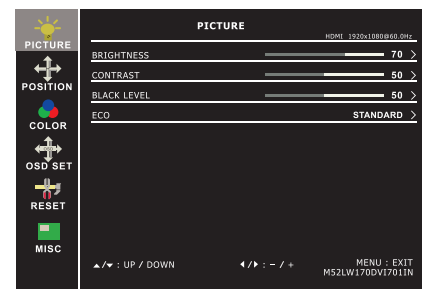 PICTURE
HDMI 1920x1080@60.0Hz
PICTURE
POSITION
COLOR
OSD SET
RESET
MISC
BRIGHTNESS 70 >
CONTRAST 50 >
BLACK LEVEL 50 >
ECO STANDARD >
▲/▼ : UP / DOWN ◀/▶ : - / + MENU : EXIT
M52LW170DVI701IN